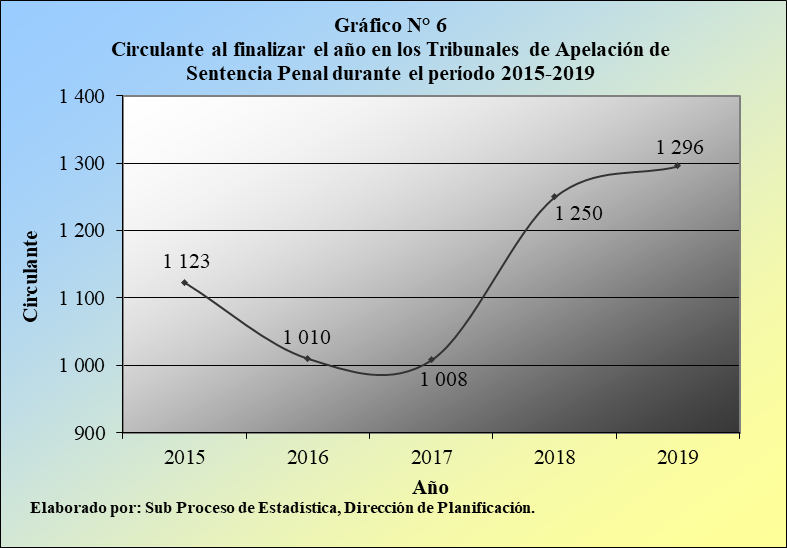 Gráfico N° 6
Circulante al finalizar el año en los Tribunales de Apelación de
Sentencia Penal durante el período 2015-2019
1 400
1 300
1 200
1 100
1 000
900
Circulante
1 123
1 010
1 008
1 250
1 296
2015 2016 2017 2018 2019
Año
Elaborado por: Sub Proceso de Estadística, Dirección de Planificación.